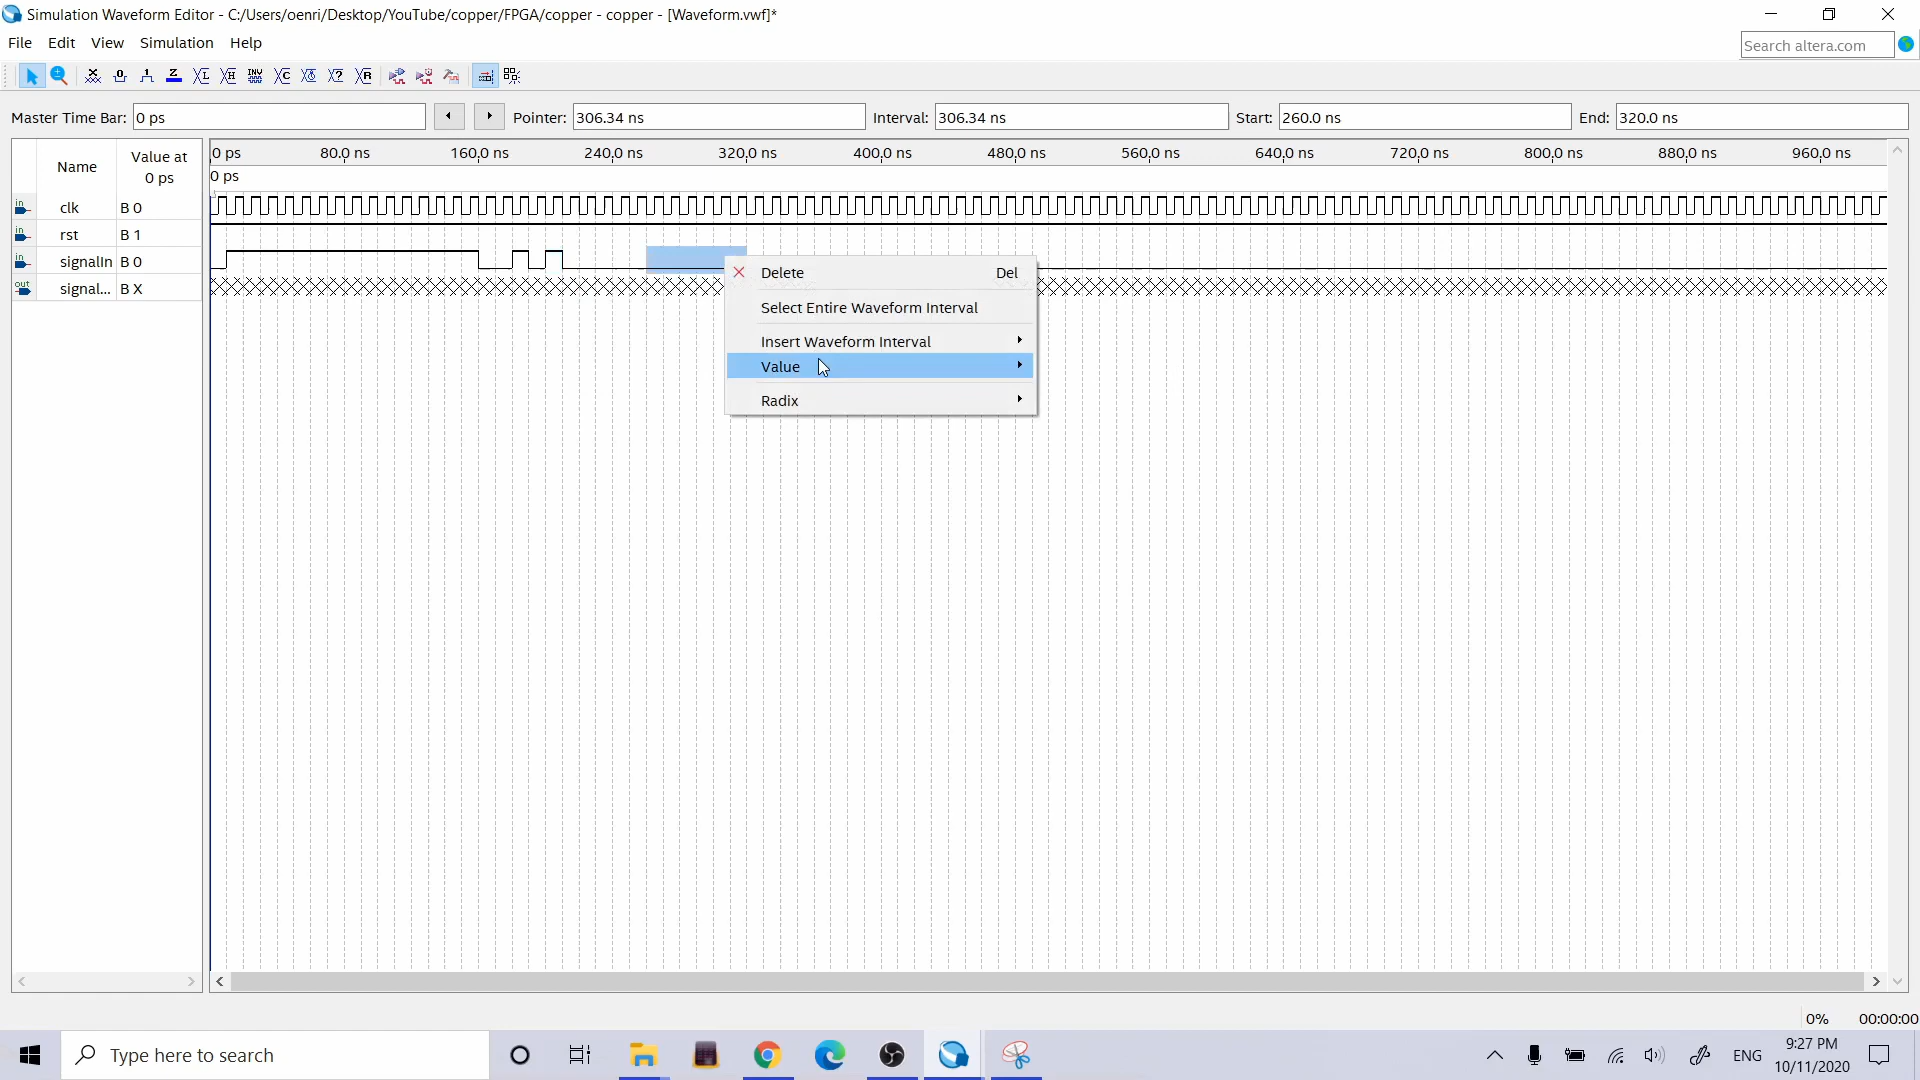 Simulation Waveform Editor - C:/Users/oenri/Desktop/YouTube/copper/FPGA/copper - copper - [Waveform.vwf]*
File Edit View Simulation Help
Search altera.com
Master Time Bar: 0 ps Pointer: 306.34 ns Interval: 306.34 ns Start: 260.0 ns End: 320.0 ns
Name Value at 0 ps
0 ps 80.0 ns 160.0 ns 240.0 ns 320.0 ns 400.0 ns 480.0 ns 560.0 ns 640.0 ns 720.0 ns 800.0 ns 880.0 ns 960.0 ns
0 ps
in clk B 0
in rst B 1
in signalIn B 0
out signal... B X
Delete Del
Select Entire Waveform Interval
Insert Waveform Interval
Value
Radix
0% 00:00:00
Type here to search
ENG
9:27 PM
10/11/2020